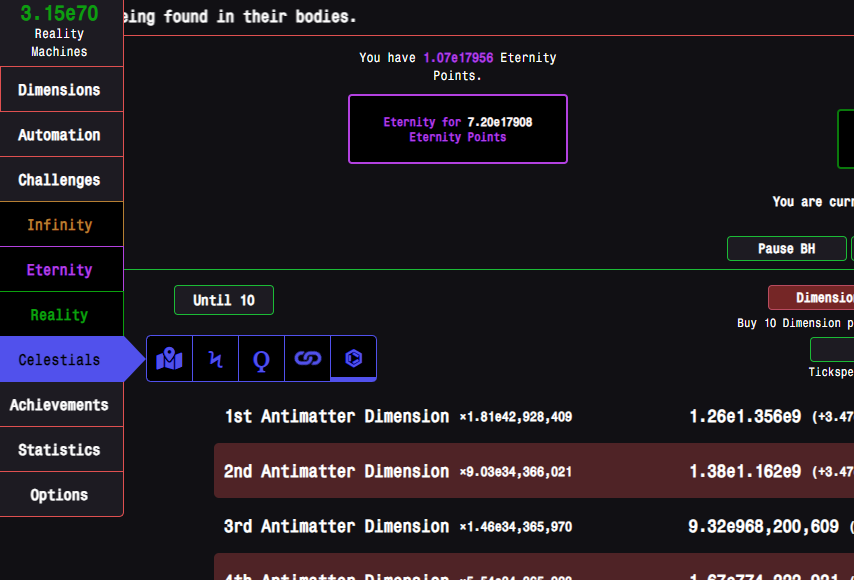 3.15e70
Reality
Machines
eing found in their bodies.
You have 1.07e17956 Eternity
Points.
Eternity for 7.20e17908
Eternity Points
You are curr
Pause BH
Until 10
Dimension
Buy 10 Dimension p
Tickspe
Dimensions
Automation
Challenges
Infinity
Eternity
Reality
Celestials
Achievements
Statistics
Options
1st Antimatter Dimension ×1.81e42,928,409 1.26e1.356e9 (+3.47
2nd Antimatter Dimension ×9.03e34,366,021 1.38e1.162e9 (+3.47
3rd Antimatter Dimension ×1.46e34,365,970 9.32e968,200,609 (
4th Antimatter Dimension